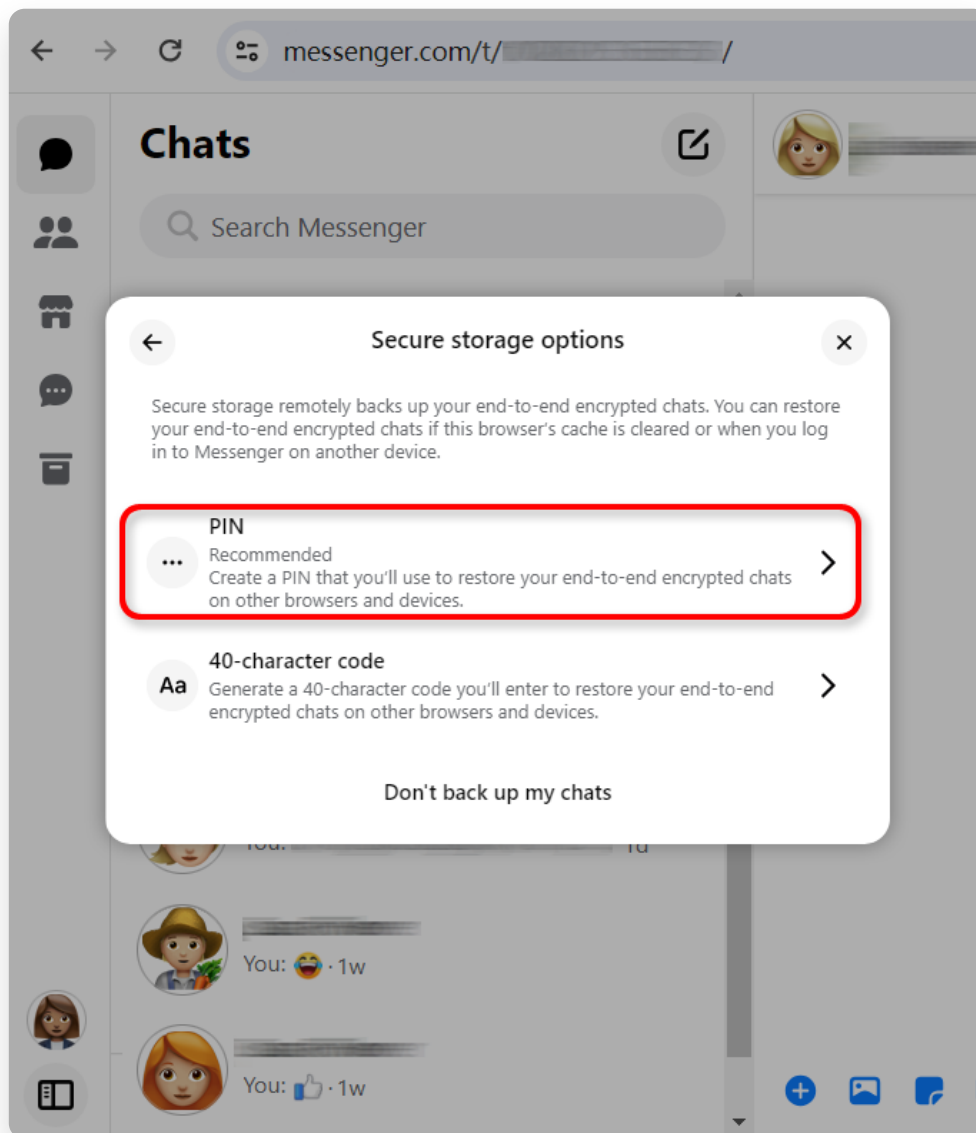 messenger.com/t/ /
Chats
Search Messenger
Secure storage options
Secure storage remotely backs up your end-to-end encrypted chats. You can restore
your end-to-end encrypted chats if this browser's cache is cleared or when you log
in to Messenger on another device.
PIN
Recommended
Create a PIN that you'll use to restore your end-to-end encrypted chats
on other browsers and devices.
Aa
40-character code
Generate a 40-character code you'll enter to restore your end-to-end
encrypted chats on other browsers and devices.
Don't back up my chats
You: 1d
You: 😂 · 1w
You: 👍 · 1w